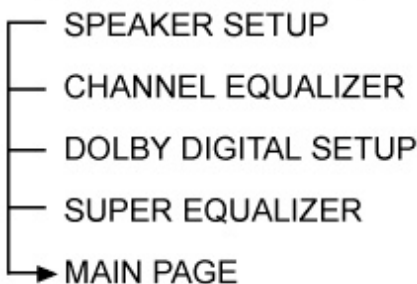 SPEAKER SETUP
CHANNEL EQUALIZER
DOLBY DIGITAL SETUP
SUPER EQUALIZER
MAIN PAGE